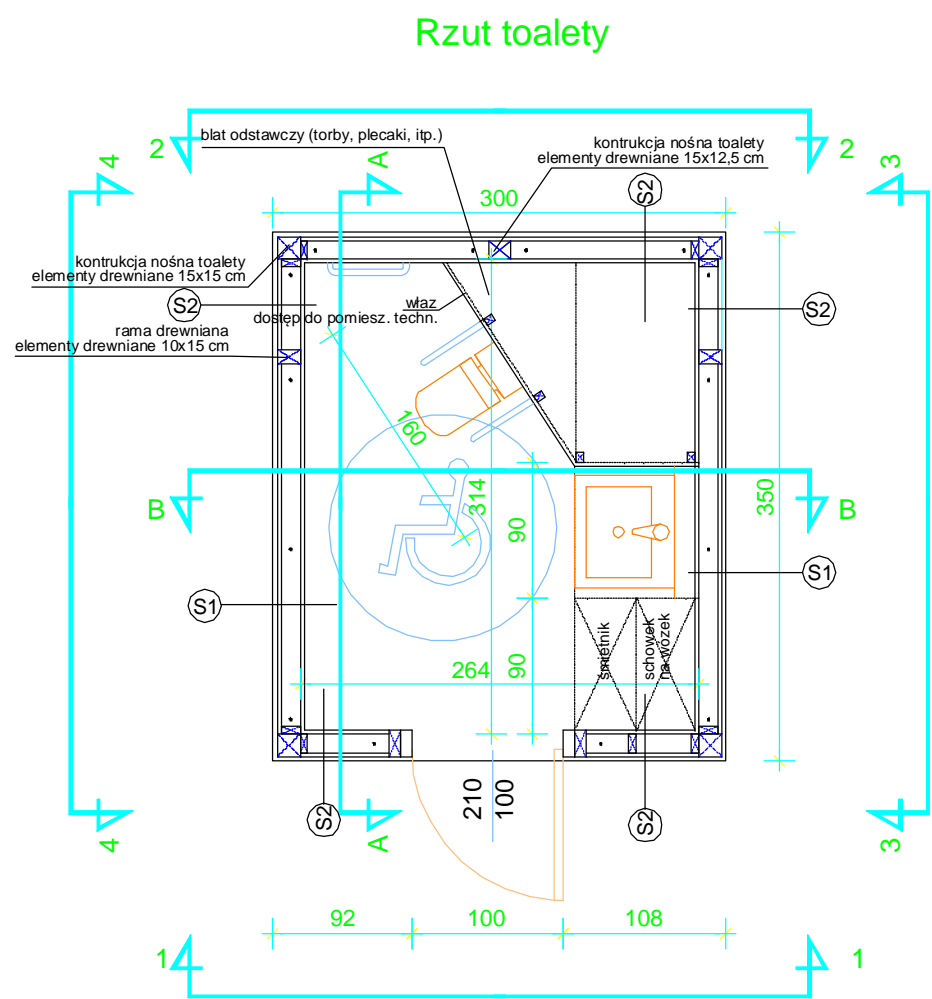 Rzut toalety
blat odstawczy (torby, plecaki, itp.)
kontrukcja nośna toalety
elementy drewniane 15x12,5 cm
2
2
4
A
3
S2
300
kontrukcja nośna toalety
elementy drewniane 15x15 cm
S2
właz
dostęp do pomiesz. techn.
S2
rama drewniana
elementy drewniane 10x15 cm
160
314
350
B
B
90
S1
S1
śmietnik
schowek
na wózek
264
90
S2
210
100
S2
4
A
3
92
100
108
1
1